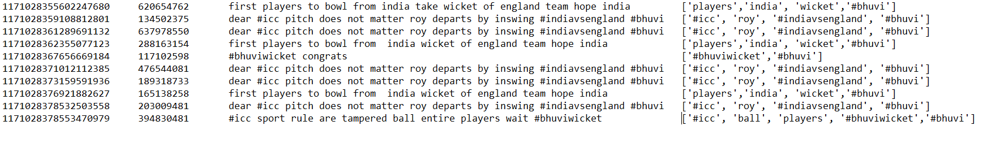 1171028355602247680 620654762 first players to bowl from india take wicket of england team hope india ['players','india', 'wicket','#bhuvi']
1171028359108812801 134502375 dear #icc pitch does not matter roy departs by inswing #indiavsengland #bhuvi ['#icc', 'roy', '#indiavsengland', '#bhuvi']
1171028361289691132 637978550 dear #icc pitch does not matter roy departs by inswing #indiavsengland #bhuvi ['#icc', 'roy', '#indiavsengland', '#bhuvi']
1171028362355077123 288163154 first players to bowl from  india wicket of england team hope india ['players','india', 'wicket','#bhuvi']
1171028367656669184 117102598 #bhuviwicket congrats ['#bhuviwicket','#bhuvi']
1171028371012112385 476544081 dear #icc pitch does not matter roy departs by inswing #indiavsengland #bhuvi ['#icc', 'roy', '#indiavsengland', '#bhuvi']
1171028373159591936 189318733 dear #icc pitch does not matter roy departs by inswing #indiavsengland #bhuvi ['#icc', 'roy', '#indiavsengland', '#bhuvi']
1171028376921882627 165138258 first players to bowl from  india wicket of england team hope india ['players','india', 'wicket','#bhuvi']
1171028378532503558 203009481 dear #icc pitch does not matter roy departs by inswing #indiavsengland #bhuvi ['#icc', 'roy', '#indiavsengland', '#bhuvi']
1171028378553470979 394830481 #icc sport rule are tampered ball entire players wait #bhuviwicket ['#icc', 'ball', 'players', '#bhuviwicket','#bhuvi']